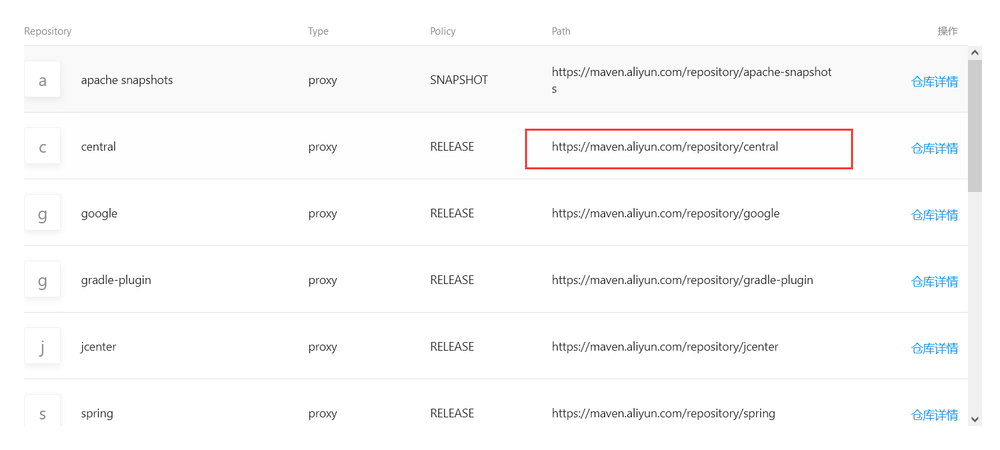 Repository Type Policy Path 操作
a apache snapshots proxy SNAPSHOT https://maven.aliyun.com/repository/apache-snapshot
s 仓库详情
c central proxy RELEASE https://maven.aliyun.com/repository/central 仓库详情
g google proxy RELEASE https://maven.aliyun.com/repository/google 仓库详情
g gradle-plugin proxy RELEASE https://maven.aliyun.com/repository/gradle-plugin 仓库详情
j jcenter proxy RELEASE https://maven.aliyun.com/repository/jcenter 仓库详情
s spring proxy RELEASE https://maven.aliyun.com/repository/spring 仓库详情